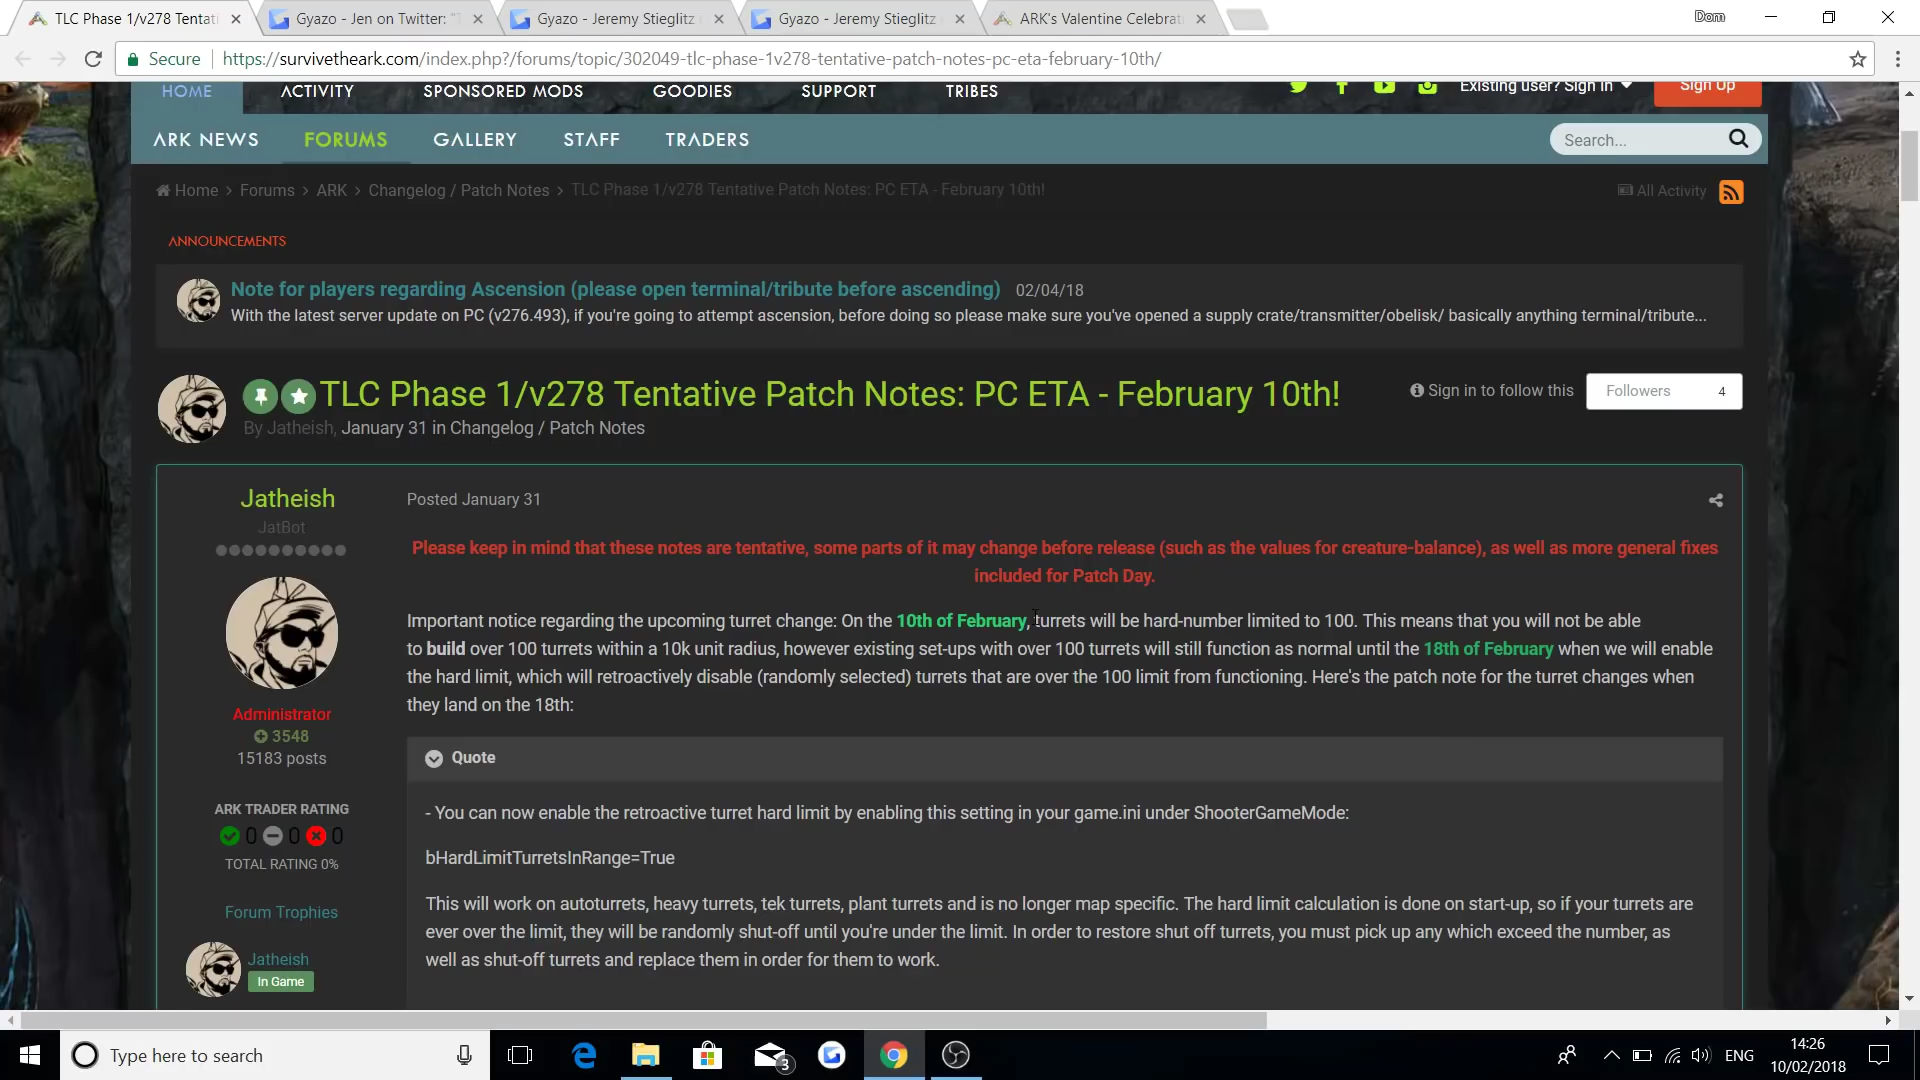 TLC Phase 1/v278 Tentat
Gyazo - Jen on Twitter: "
Gyazo - Jeremy Stieglitz
Gyazo - Jeremy Stieglitz
ARK's Valentine Celebrat
Dom
Secure
https://survivetheark.com/index.php?/forums/topic/302049-tlc-phase-1v278-tentative-patch-notes-pc-eta-february-10th/
HOME
ACTIVITY
SPONSORED MODS
GOODIES
SUPPORT
TRIBES
Existing user? Sign In
Sign Up
ARK NEWS
FORUMS
GALLERY
STAFF
TRADERS
Search...
Home > Forums > ARK > Changelog / Patch Notes > TLC Phase 1/v278 Tentative Patch Notes: PC ETA - February 10th!
All Activity
ANNOUNCEMENTS
Note for players regarding Ascension (please open terminal/tribute before ascending) 02/04/18
With the latest server update on PC (v276.493), if you're going to attempt ascension, before doing so please make sure you've opened a supply crate/transmitter/obelisk/ basically anything terminal/tribute...
TLC Phase 1/v278 Tentative Patch Notes: PC ETA - February 10th!
Sign in to follow this
Followers 4
By Jatheish, January 31 in Changelog / Patch Notes
Jatheish
JatBot
Administrator
3548
15183 posts
ARK TRADER RATING
0 0 0
TOTAL RATING 0%
Forum Trophies
Jatheish
In Game
Posted January 31
Please keep in mind that these notes are tentative, some parts of it may change before release (such as the values for creature-balance), as well as more general fixes
included for Patch Day.
Important notice regarding the upcoming turret change: On the 10th of February, turrets will be hard-number limited to 100. This means that you will not be able
to build over 100 turrets within a 10k unit radius, however existing set-ups with over 100 turrets will still function as normal until the 18th of February when we will enable
the hard limit, which will retroactively disable (randomly selected) turrets that are over the 100 limit from functioning. Here's the patch note for the turret changes when
they land on the 18th:
Quote
- You can now enable the retroactive turret hard limit by enabling this setting in your game.ini under ShooterGameMode:
bHardLimitTurretsInRange=True
This will work on autoturrets, heavy turrets, tek turrets, plant turrets and is no longer map specific. The hard limit calculation is done on start-up, so if your turrets are
ever over the limit, they will be randomly shut-off until you're under the limit. In order to restore shut off turrets, you must pick up any which exceed the number, as
well as shut-off turrets and replace them in order for them to work.
Type here to search
3
ENG
14:26
10/02/2018